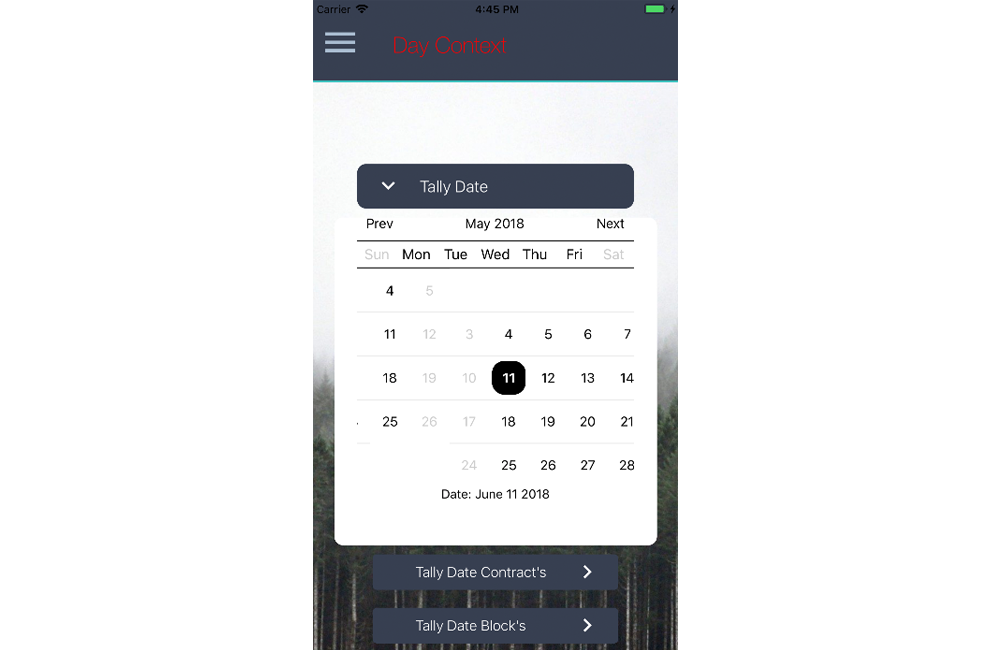 Carrier 4:45 PM
Day Contex
Tally Date
Prev May 2018 Next
Sun Mon Tue Wed Thu Fri Sat
4 5
11 12 3 4 5 6 7
18 19 10 11 12 13 14
25 26 17 18 19 20 21
24 25 26 27 28
Date: June 11 2018
Tally Date Contract's
Tally Date Block's